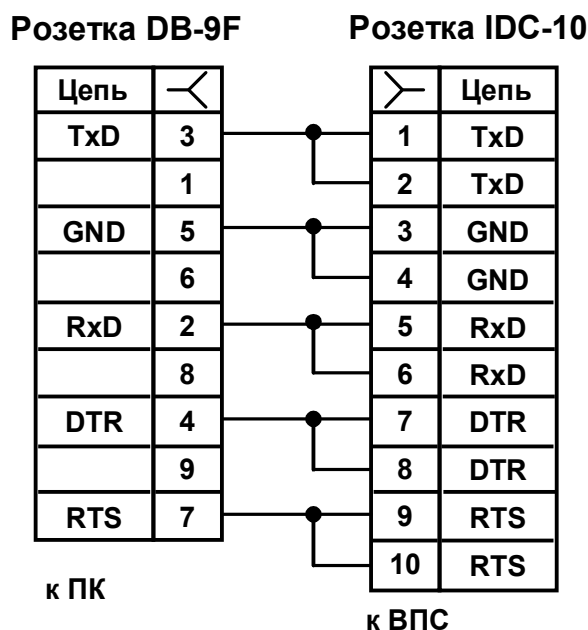 Розетка DB-9F Розетка IDC-10
Цепь Цепь
TxD 3 1 TxD
1 2 TxD
GND 5 3 GND
6 4 GND
RxD 2 5 RxD
8 6 RxD
DTR 4 7 DTR
9 8 DTR
RTS 7 9 RTS
10 RTS
к ПК
к ВПС